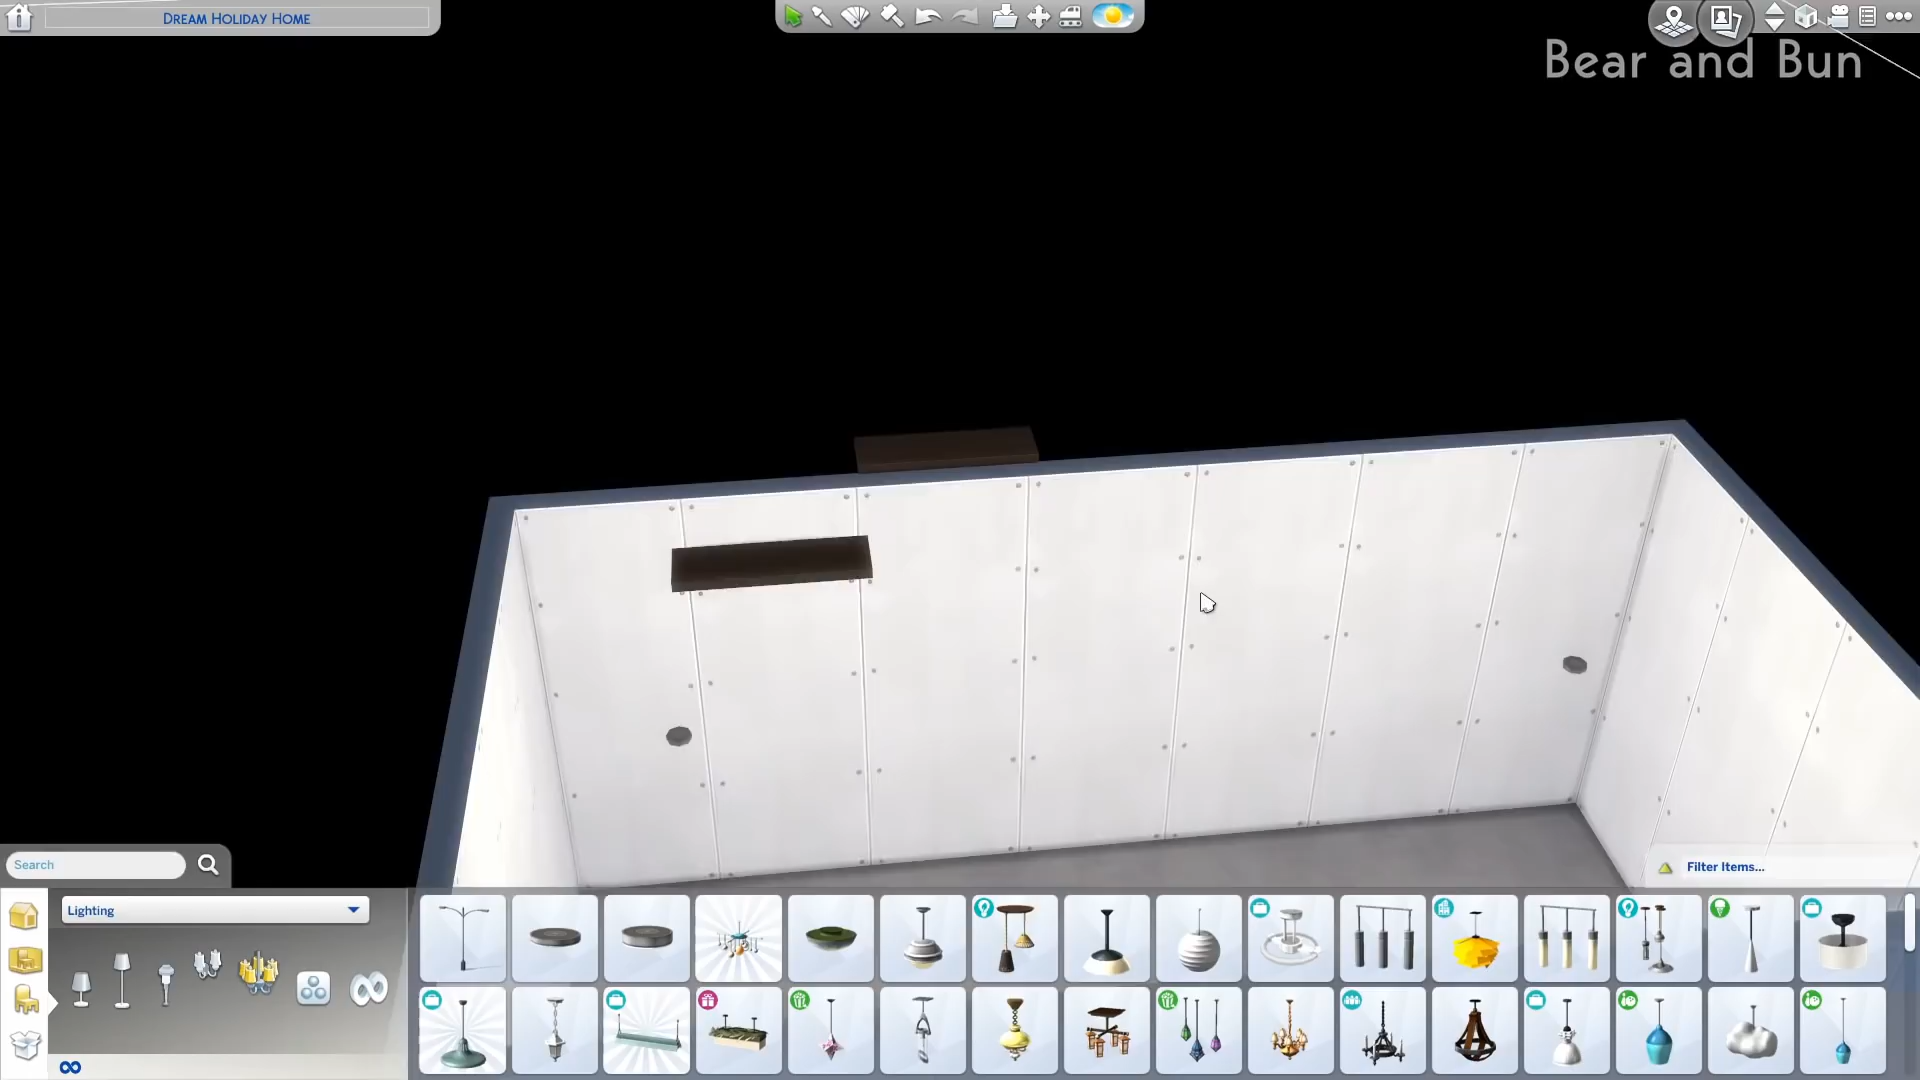 DREAM HOLIDAY HOME
Bear and Bun
Search
Filter Items...
Lighting